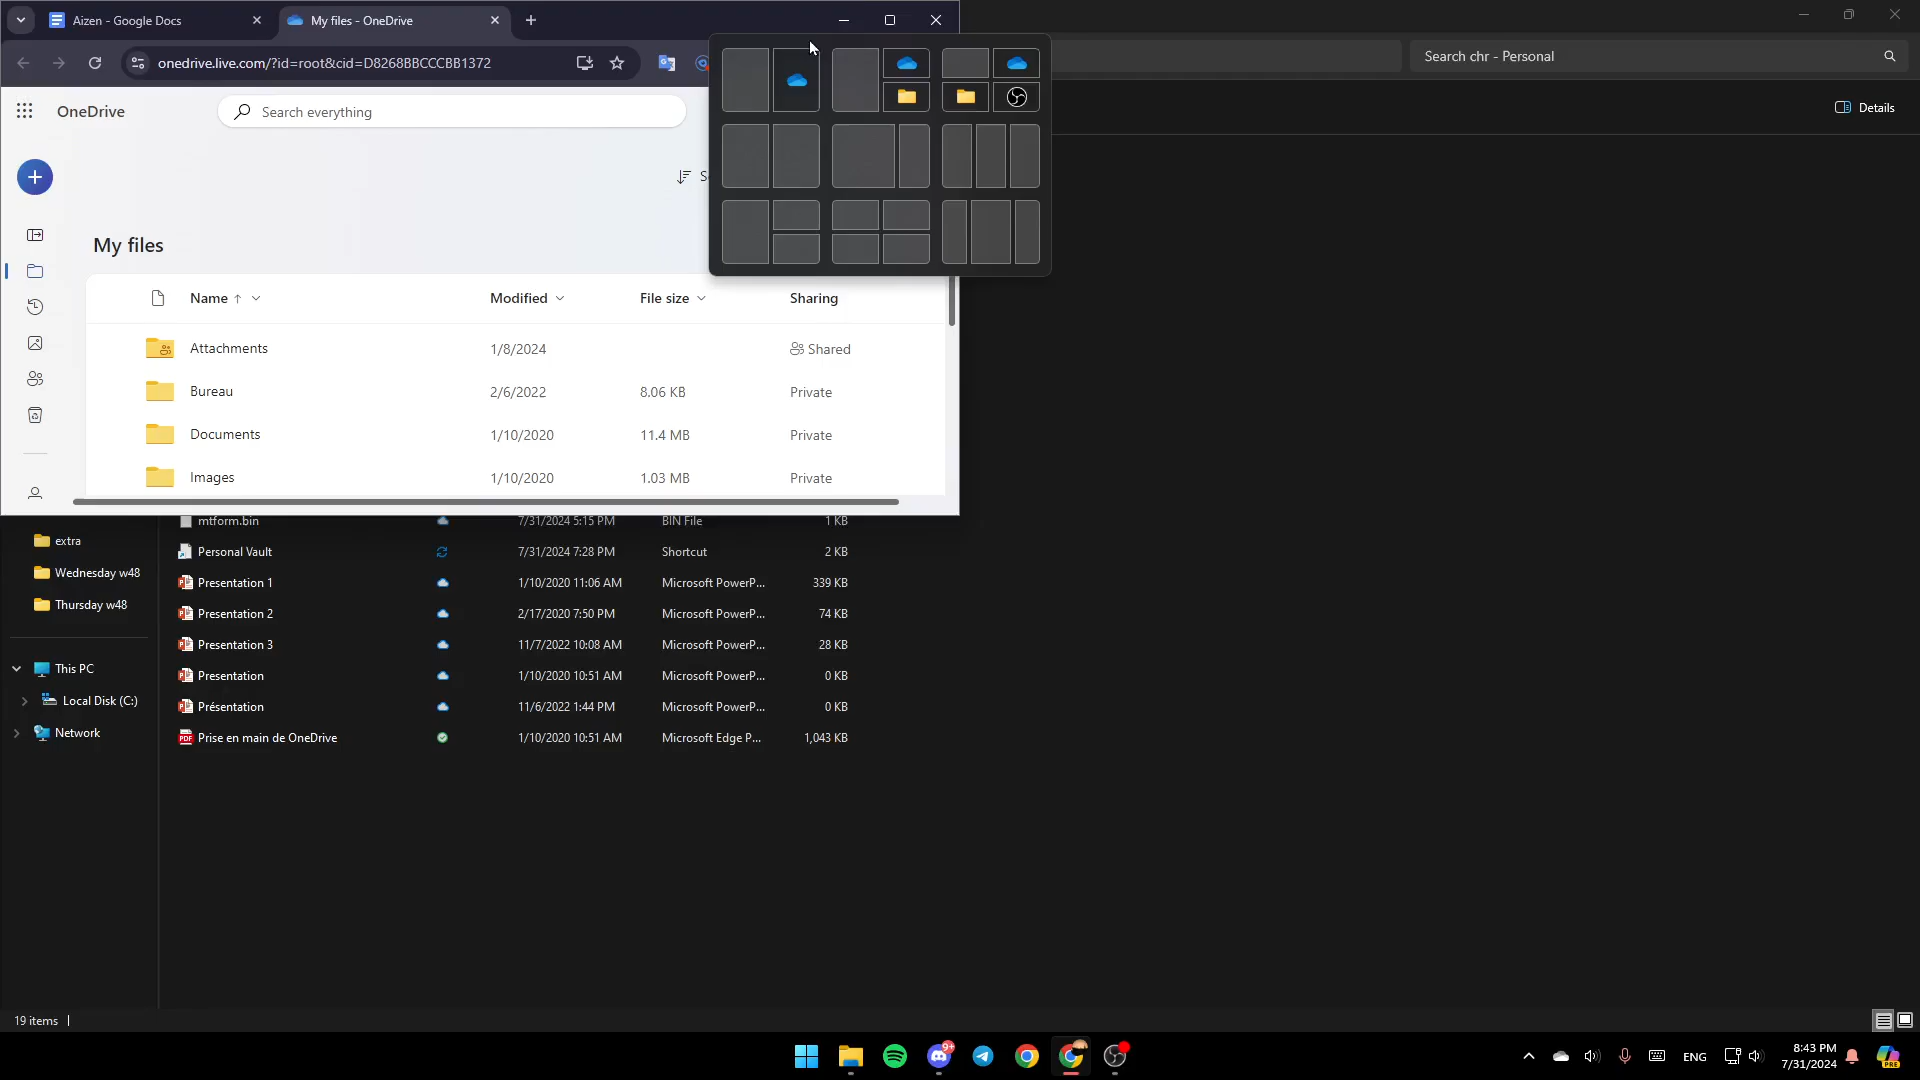 Aizen - Google Docs
My files - OneDrive
onedrive.live.com/?id=root&cid=D8268BBCCCBB1372
Search chr - Personal
OneDrive
Search everything
Details
My files
Name
Modified
File size
Sharing
Attachments
1/8/2024
Shared
Bureau
2/6/2022
8.06 KB
Private
Documents
1/10/2020
11.4 MB
Private
Images
1/10/2020
1.03 MB
Private
mtform.bin
7/31/2024 5:15 PM
BIN File
1 KB
extra
Personal Vault
7/31/2024 7:28 PM
Shortcut
2 KB
Wednesday w48
Presentation 1
1/10/2020 11:06 AM
Microsoft PowerP...
339 KB
Thursday w48
Presentation 2
2/17/2020 7:50 PM
Microsoft PowerP...
74 KB
Presentation 3
11/7/2022 10:08 AM
Microsoft PowerP...
28 KB
This PC
Presentation
1/10/2020 10:51 AM
Microsoft PowerP...
0 KB
Local Disk (C:)
Présentation
11/6/2022 1:44 PM
Microsoft PowerP...
0 KB
Network
Prise en main de OneDrive
1/10/2020 10:51 AM
Microsoft Edge P...
1,043 KB
19 items
9+
ENG
8:43 PM
7/31/2024
PRE